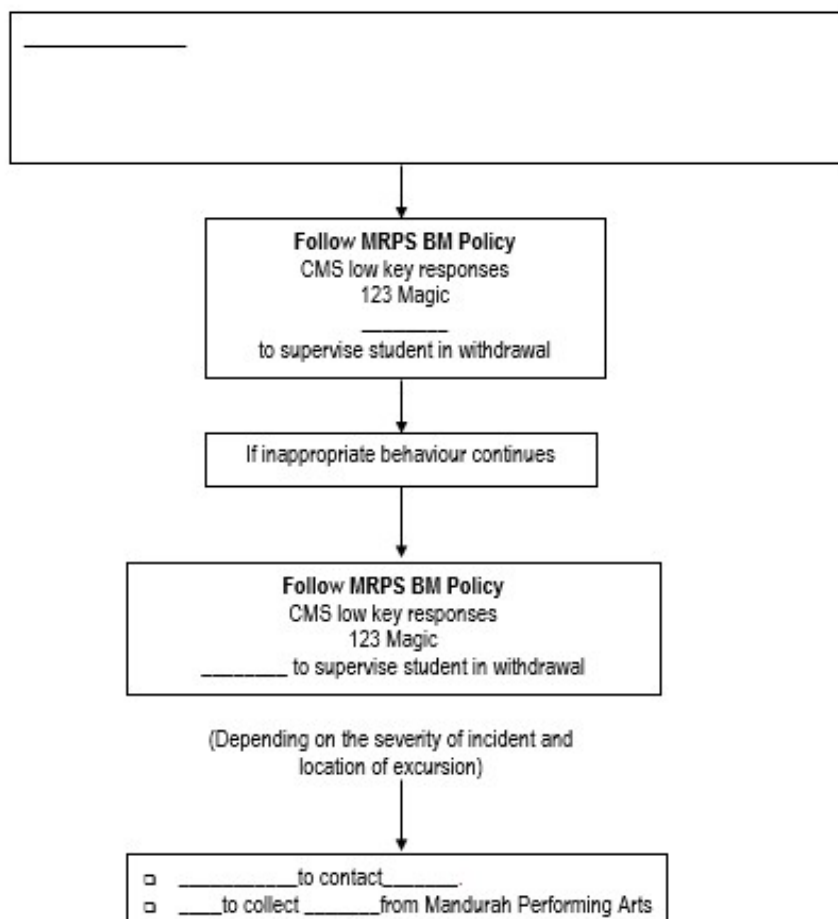 _______________
Follow MRPS BM Policy
CMS low key responses
123 Magic
________
to supervise student in withdrawal
If inappropriate behaviour continues
Follow MRPS BM Policy
CMS low key responses
123 Magic
________ to supervise student in withdrawal
(Depending on the severity of incident and
location of excursion)
❑ ___________to contact_______.
❑ ____to collect _______from Mandurah Performing Arts